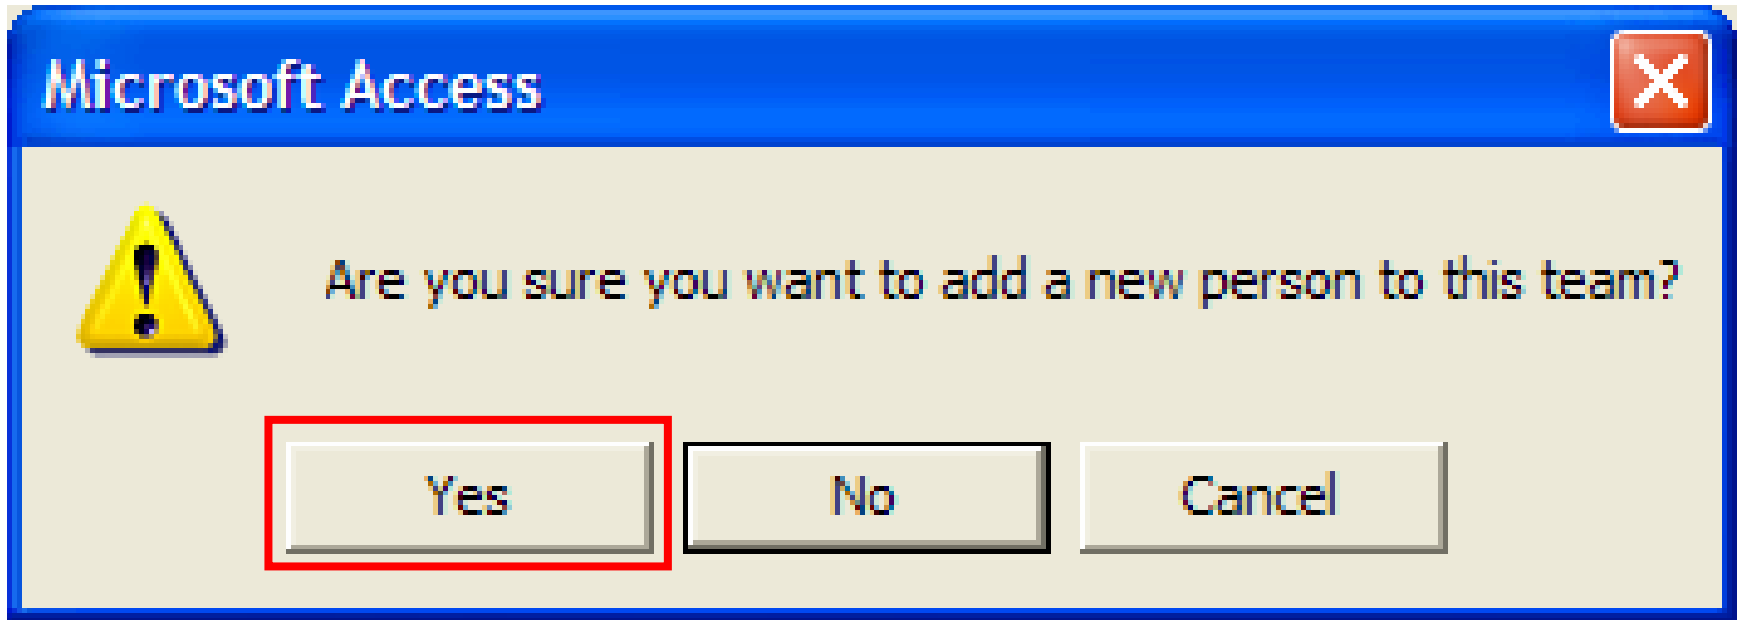 Microsoft Access
Are you sure you want to add a new person to this team?
Yes No Cancel